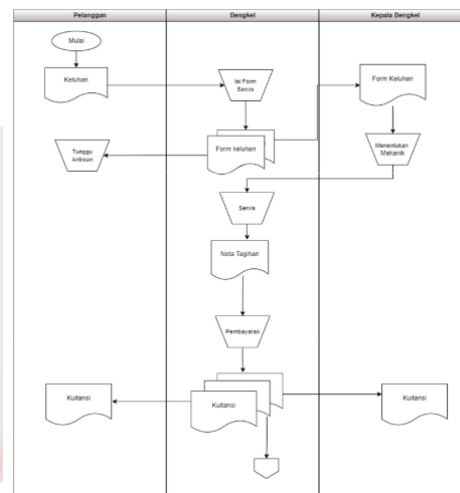 Pelanggan
Bengkel
Kepala Bengkel
Mulai
Keluhan
Isi Form
Servis
Form Keluhan
Form keluhan
Tunggu
Antrean
Menentukan
Mekanik
Servis
Nota Tagihan
Pembayaran
Kuitansi
Kuitansi
Kuitansi